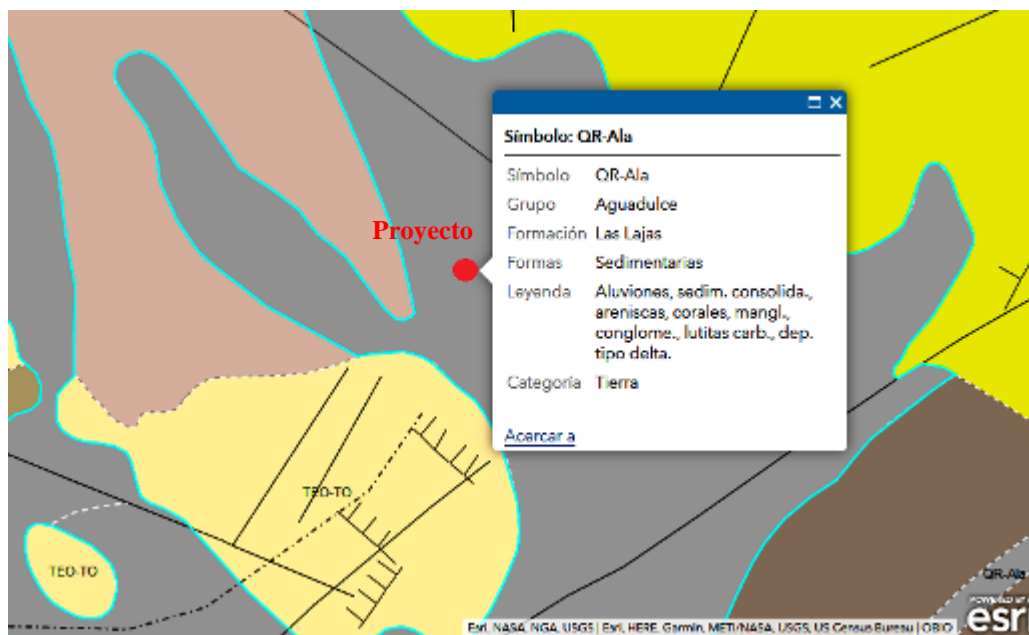 Símbolo: QR-Ala
Símbolo QR-Ala
Grupo Aguadulce
Formación Las Lajas
Formas Sedimentarias
Leyenda Aluviones, sedim. consolida.,
areniscas, corales, mangl.,
conglome., lutitas carb., dep.
tipo delta.
Categoría Tierra
Acercar a
Proyecto
TEO-TO
TEO-TO
QR-Ala
POWERED BY
esri
Esri, NASA, NGA, USGS | Esri, HERE, Garmin, METI/NASA, USGS, US Census Bureau | OBIO